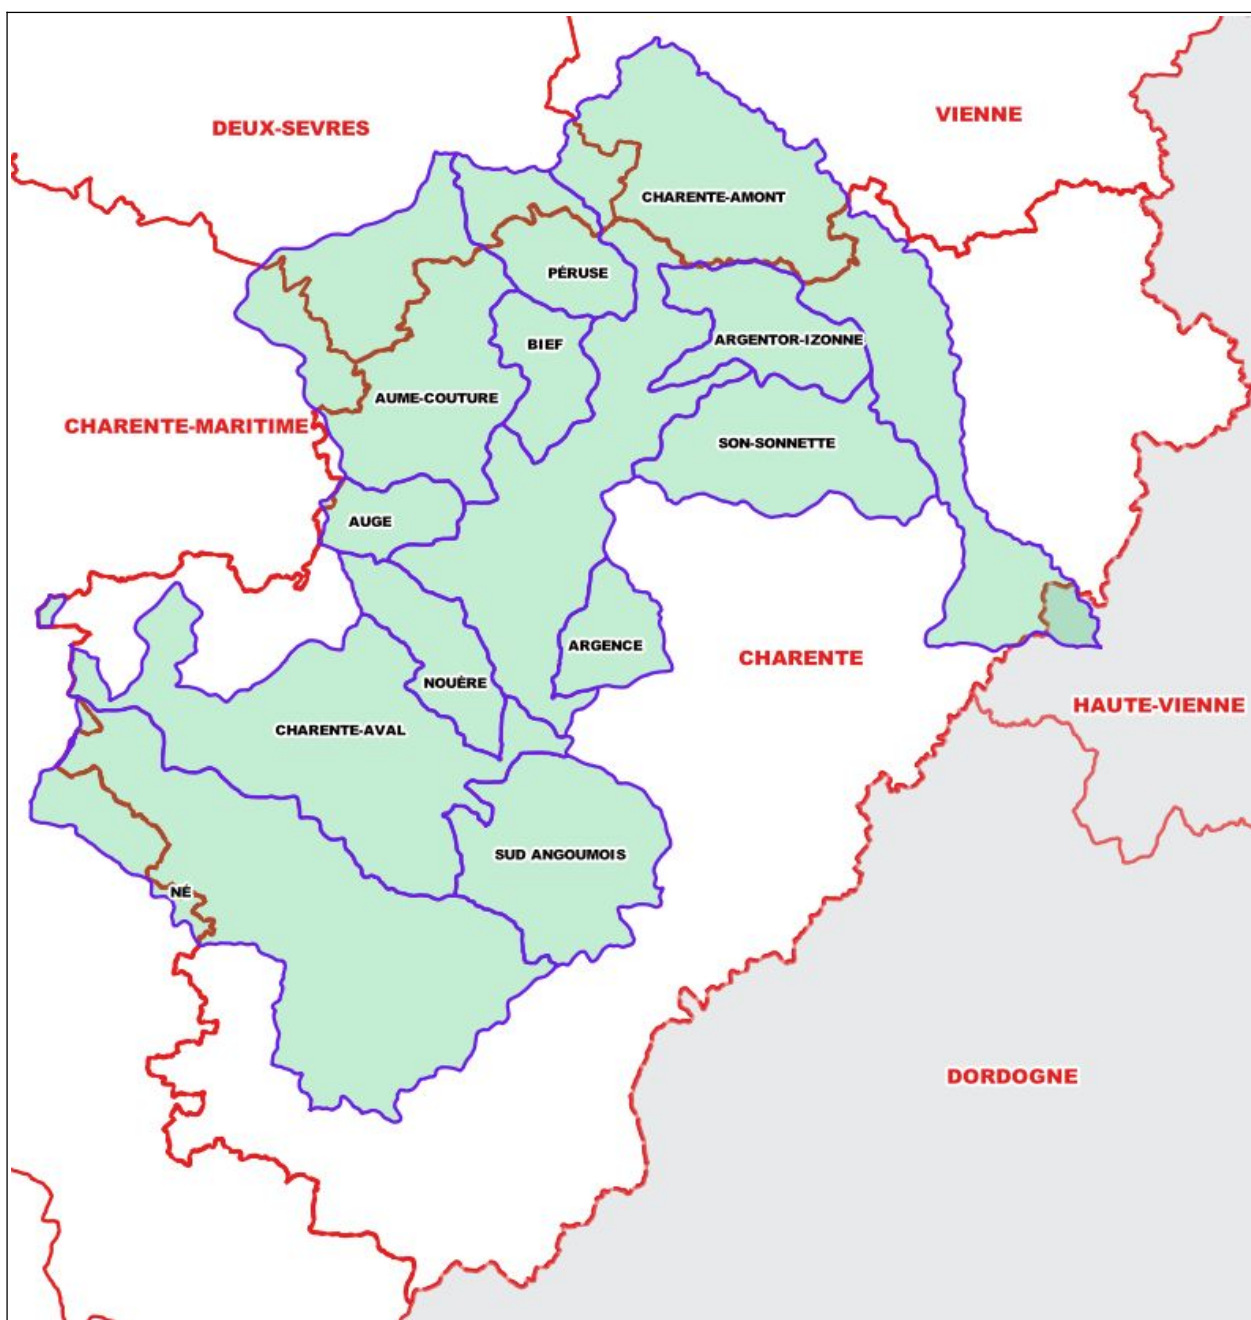 VIENNE
DEUX-SEVRES
CHARENTE-AMONT
PÉRUSE
ARGENTOR-IZONNE
BIEF
AUME-COUTURE
CHARENTE-MARITIME
SON-SONNETTE
AUGE
ARGENCE
CHARENTE
NOUÈRE
HAUTE-VIENNE
CHARENTE-AVAL
SUD ANGOUMOIS
NÉ
DORDOGNE